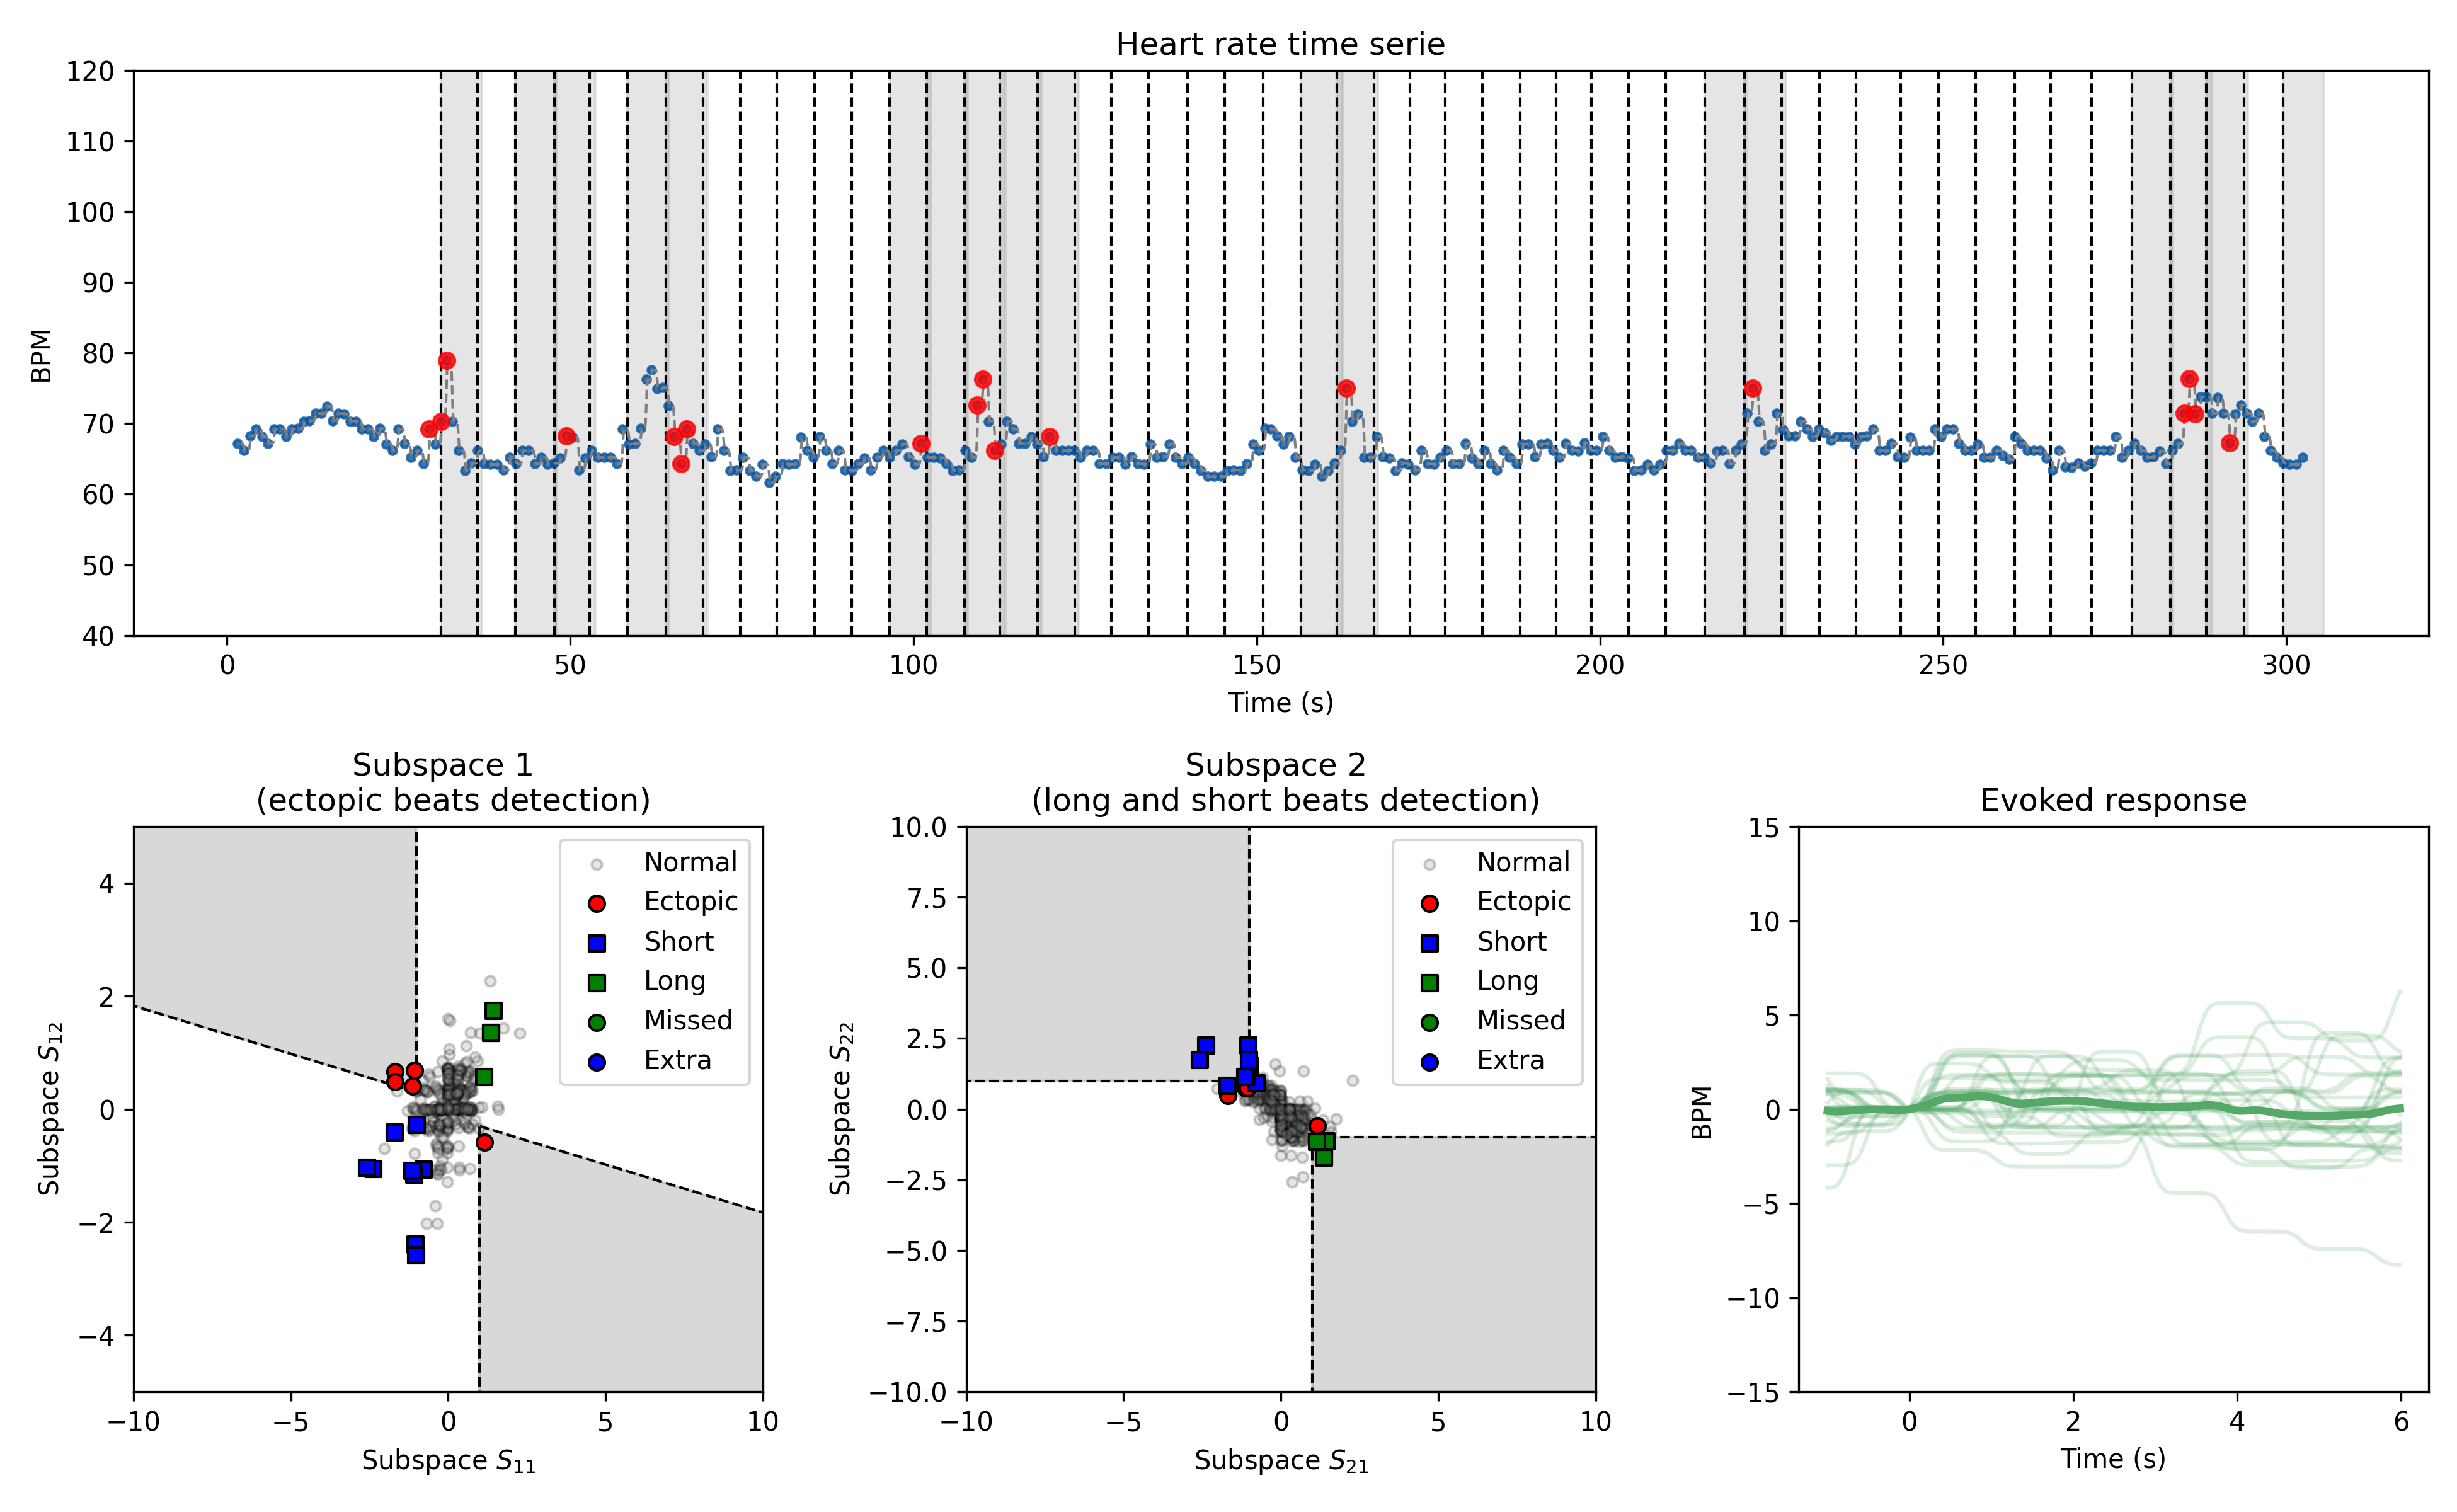 Heart rate time serie
120
110
100
90
80
70
60
50
40
BPM
0 50 100 150 200 250 300
Time (s)
Subspace 1
(ectopic beats detection)
4
2
0
−2
−4
Subspace S₁₂
Normal
Ectopic
Short
Long
Missed
Extra
−10 −5 0 5 10
Subspace S₁₁
Subspace 2
(long and short beats detection)
10.0
7.5
5.0
2.5
0.0
−2.5
−5.0
−7.5
−10.0
Subspace S₂₂
Normal
Ectopic
Short
Long
Missed
Extra
−10 −5 0 5 10
Subspace S₂₁
Evoked response
15
10
5
0
−5
−10
−15
BPM
0 2 4 6
Time (s)